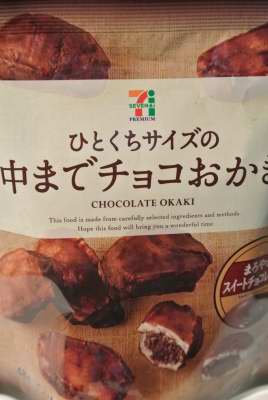 7i
SEVEN&i
PREMIUM
ひとくちサイズの
中までチョコおかき
CHOCOLATE OKAKI
This food is made from carefully selected ingredients and methods.
Hope this food will bring you a wonderful time.
まろやか
スイートチョコ